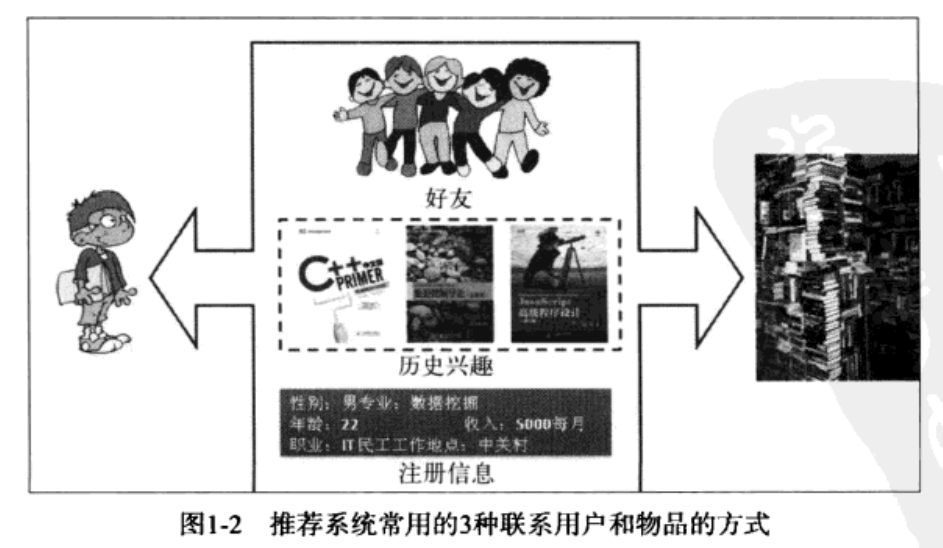 好友
C++
PRIMER
JavaScript
高级程序设计
历史兴趣
性别：男专业：数据挖掘
年龄：22 收入：5000每月
职业：IT民工工作地点：中关村
注册信息
图1-2 推荐系统常用的3种联系用户和物品的方式